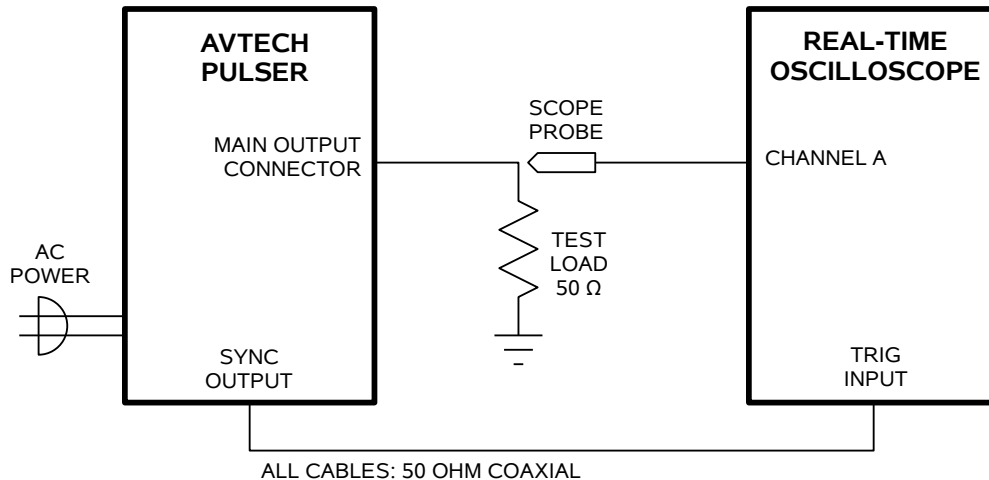 AVTECH
PULSER
REAL-TIME
OSCILLOSCOPE
SCOPE
PROBE
MAIN OUTPUT
CONNECTOR
CHANNEL A
TEST
LOAD
50 Ω
AC
POWER
SYNC
OUTPUT
TRIG
INPUT
ALL CABLES: 50 OHM COAXIAL